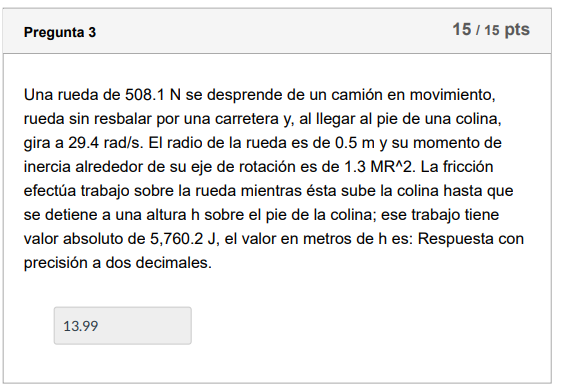 Pregunta 3
15 / 15 pts
Una rueda de 508.1 N se desprende de un camión en movimiento,
rueda sin resbalar por una carretera y, al llegar al pie de una colina,
gira a 29.4 rad/s. El radio de la rueda es de 0.5 m y su momento de
inercia alrededor de su eje de rotación es de 1.3 MR^2. La fricción
efectúa trabajo sobre la rueda mientras ésta sube la colina hasta que
se detiene a una altura h sobre el pie de la colina; ese trabajo tiene
valor absoluto de 5,760.2 J, el valor en metros de h es: Respuesta con
precisión a dos decimales.
13.99